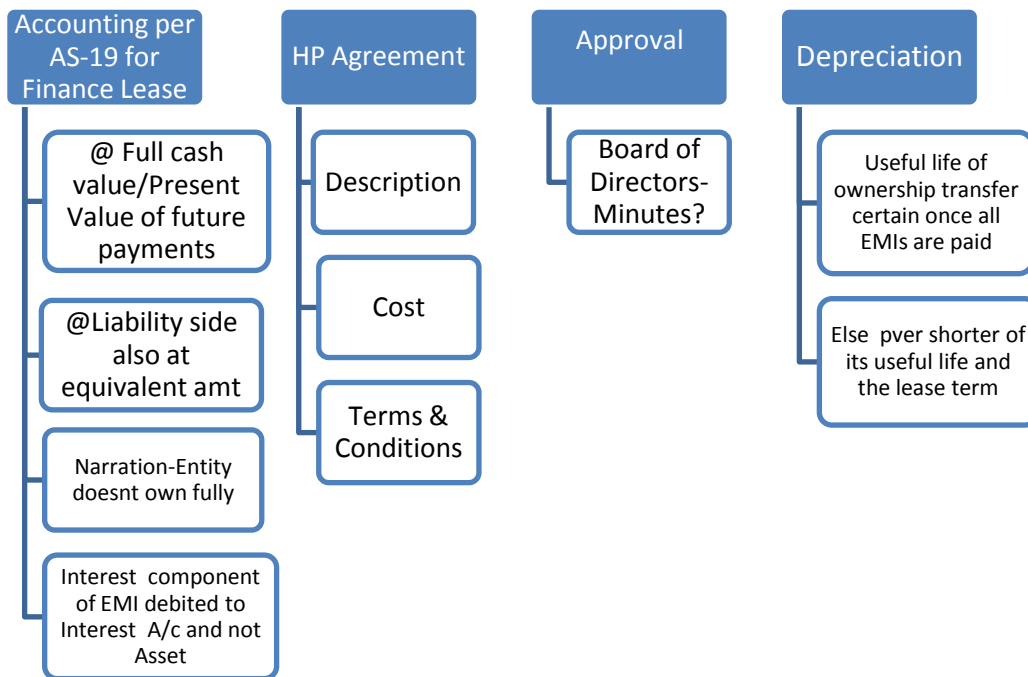 Accounting per
AS-19 for
Finance Lease
@ Full cash
value/Present
Value of future
payments
@Liability side
also at
equivalent amt
Narration-Entity
doesnt own fully
Interest component
of EMI debited to
Interest A/c and not
Asset
HP Agreement
Description
Cost
Terms &
Conditions
Approval
Board of
Directors-
Minutes?
Depreciation
Useful life of
ownership transfer
certain once all
EMIs are paid
Else pver shorter of
its useful life and
the lease term